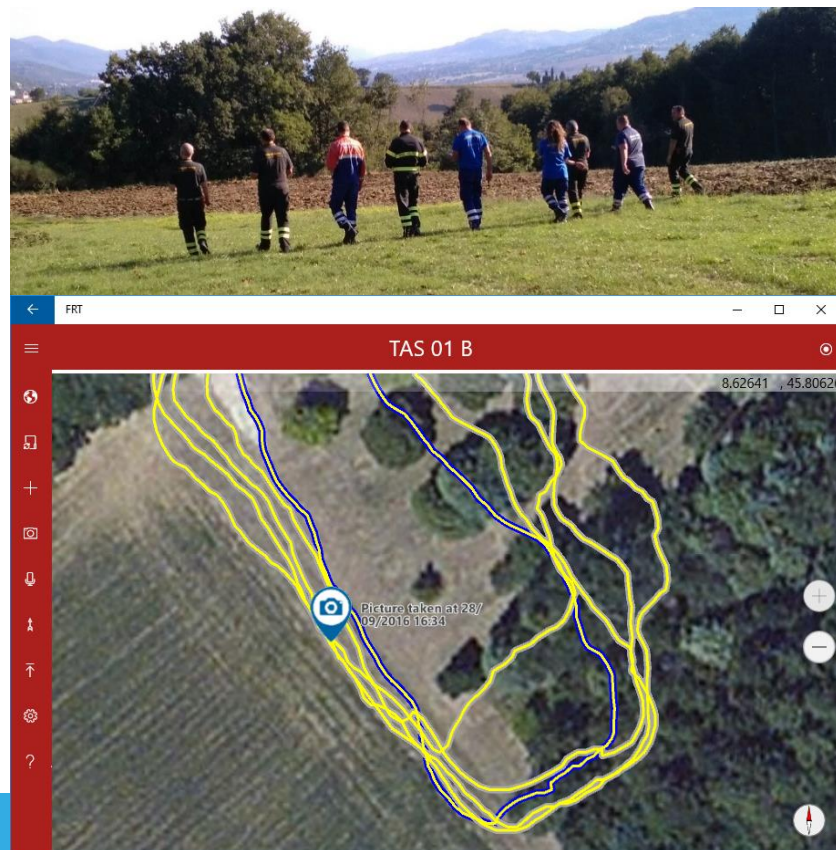 FRT
TAS 01 B
8.62641 , 45.80626
Picture taken at 28/
09/2016 16:34
?